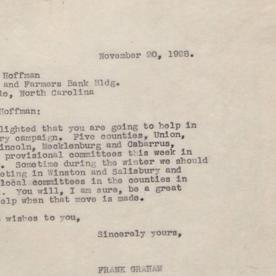 November 20, 1928.
Hoffman
and Farmers Bank Bldg.
le, North Carolina
Hoffman:
lighted that you are going to help in
ry campaign. Five counties, Union,
incoln, Mecklenburg and Cabarrus,
provisional committees this week in
. Sometime during the winter we should
eting in Winston and Salisbury and
local committees in the counties in
. You will, I am sure, be a great
elp when that move is made.
wishes to you,
Sincerely yours,
FRANK GRAHAM